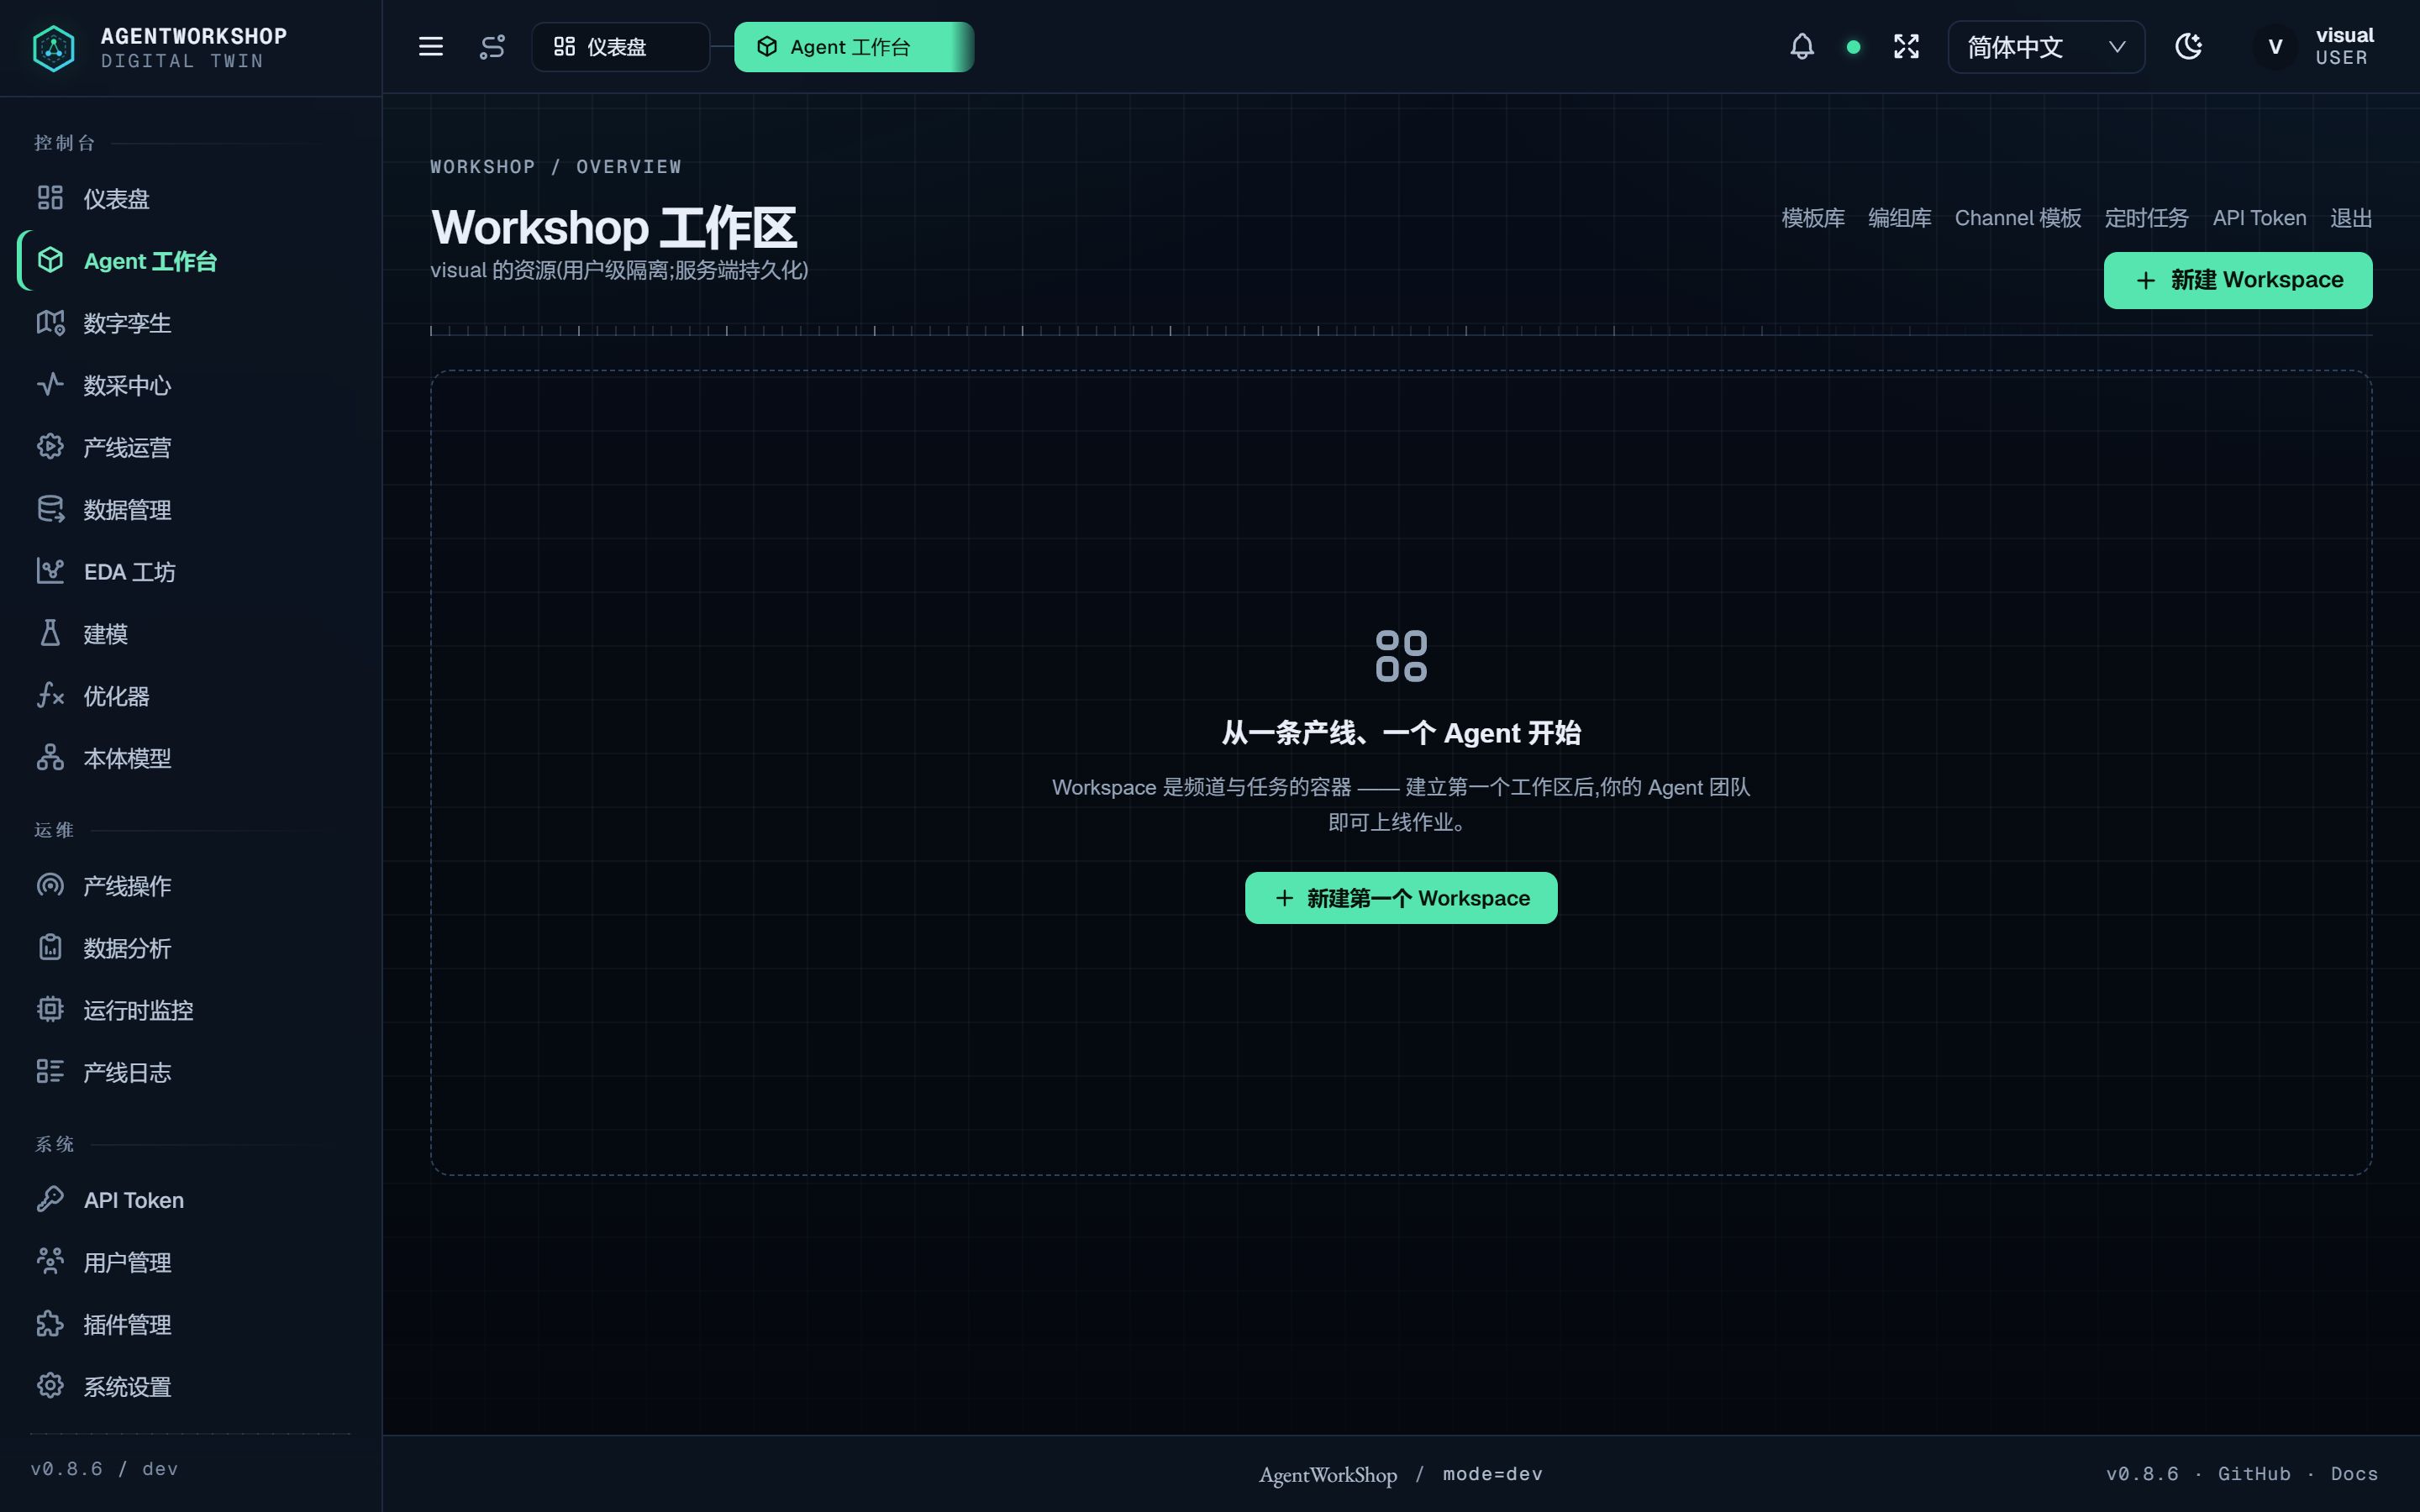 AGENTWORKSHOP
DIGITAL TWIN
仪表盘
Agent 工作台
简体中文
V
visual
USER
控制台
仪表盘
Agent 工作台
数字孪生
数采中心
产线运营
数据管理
EDA 工坊
建模
优化器
本体模型
运维
产线操作
数据分析
运行时监控
产线日志
系统
API Token
用户管理
插件管理
系统设置
v0.8.6 / dev
WORKSHOP / OVERVIEW
Workshop 工作区
visual 的资源(用户级隔离;服务端持久化)
模板库 编组库 Channel 模板 定时任务 API Token 退出
新建 Workspace
从一条产线、一个 Agent 开始
Workspace 是频道与任务的容器 —— 建立第一个工作区后,你的 Agent 团队
即可上线作业。
新建第一个 Workspace
AgentWorkShop / mode=dev
v0.8.6 · GitHub · Docs